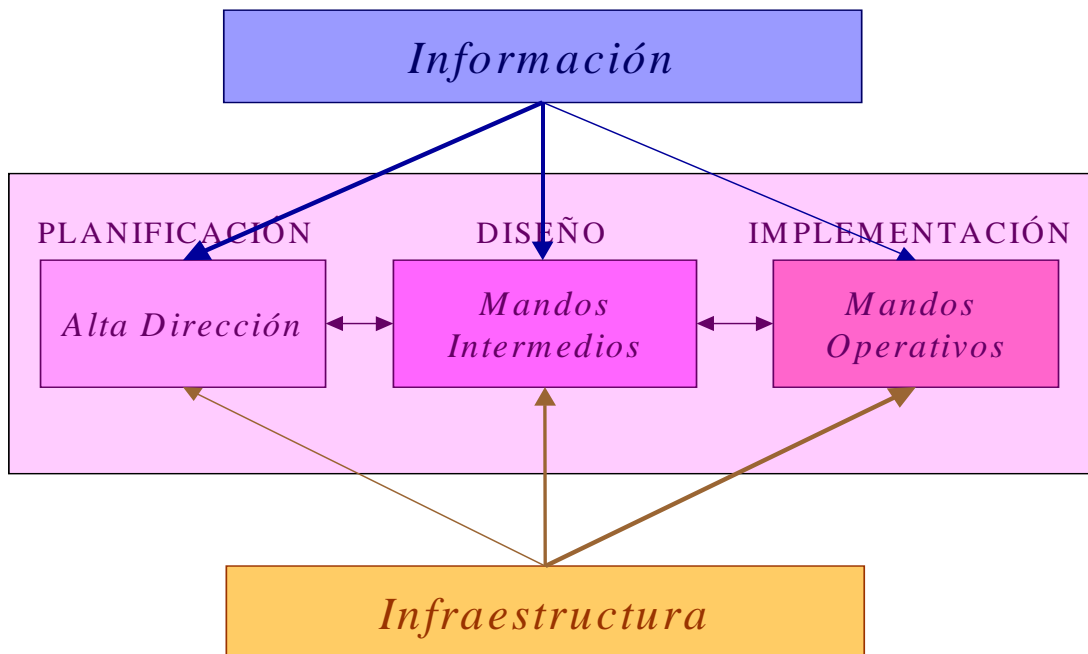 Información
PLANIFICACIÓN
DISEÑO
IMPLEMENTACIÓN
Alta Dirección
Mandos
Intermedios
Mandos
Operativos
Infraestructura